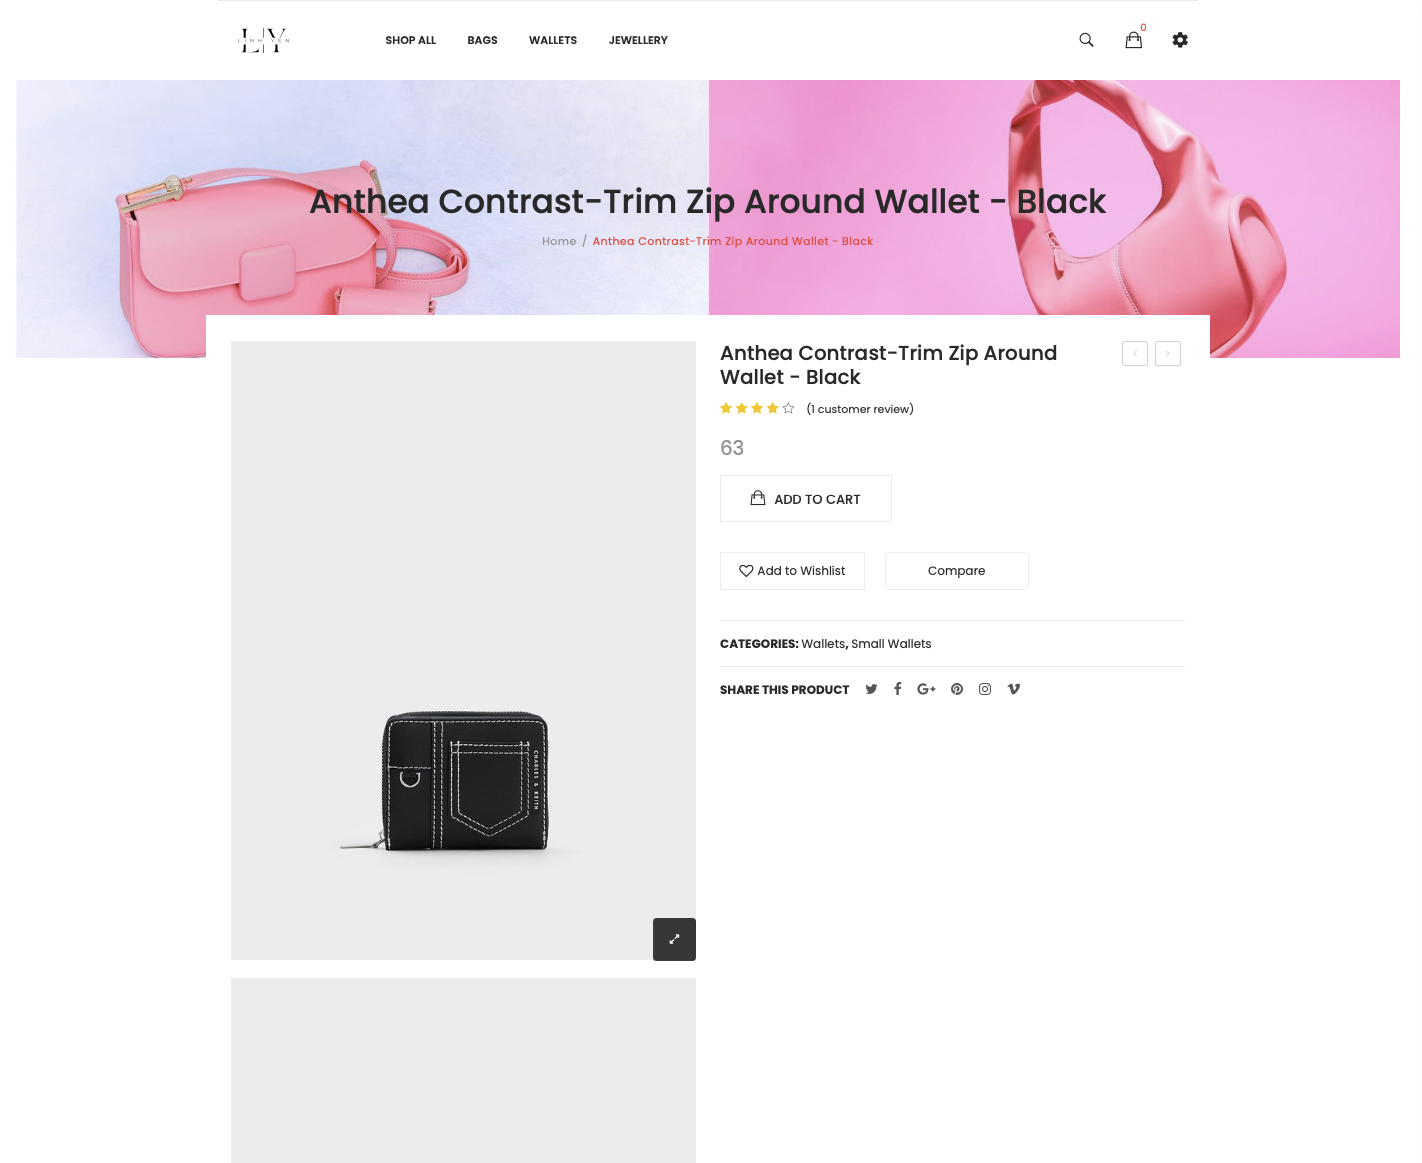 LY
LINH YEN
SHOP ALL
BAGS
WALLETS
JEWELLERY
0
Anthea Contrast-Trim Zip Around Wallet - Black
Home / Anthea Contrast-Trim Zip Around Wallet - Black
Anthea Contrast-Trim Zip Around
Wallet - Black
(1 customer review)
63
ADD TO CART
Add to Wishlist
Compare
CATEGORIES: Wallets, Small Wallets
SHARE THIS PRODUCT
CHARLES & KEITH